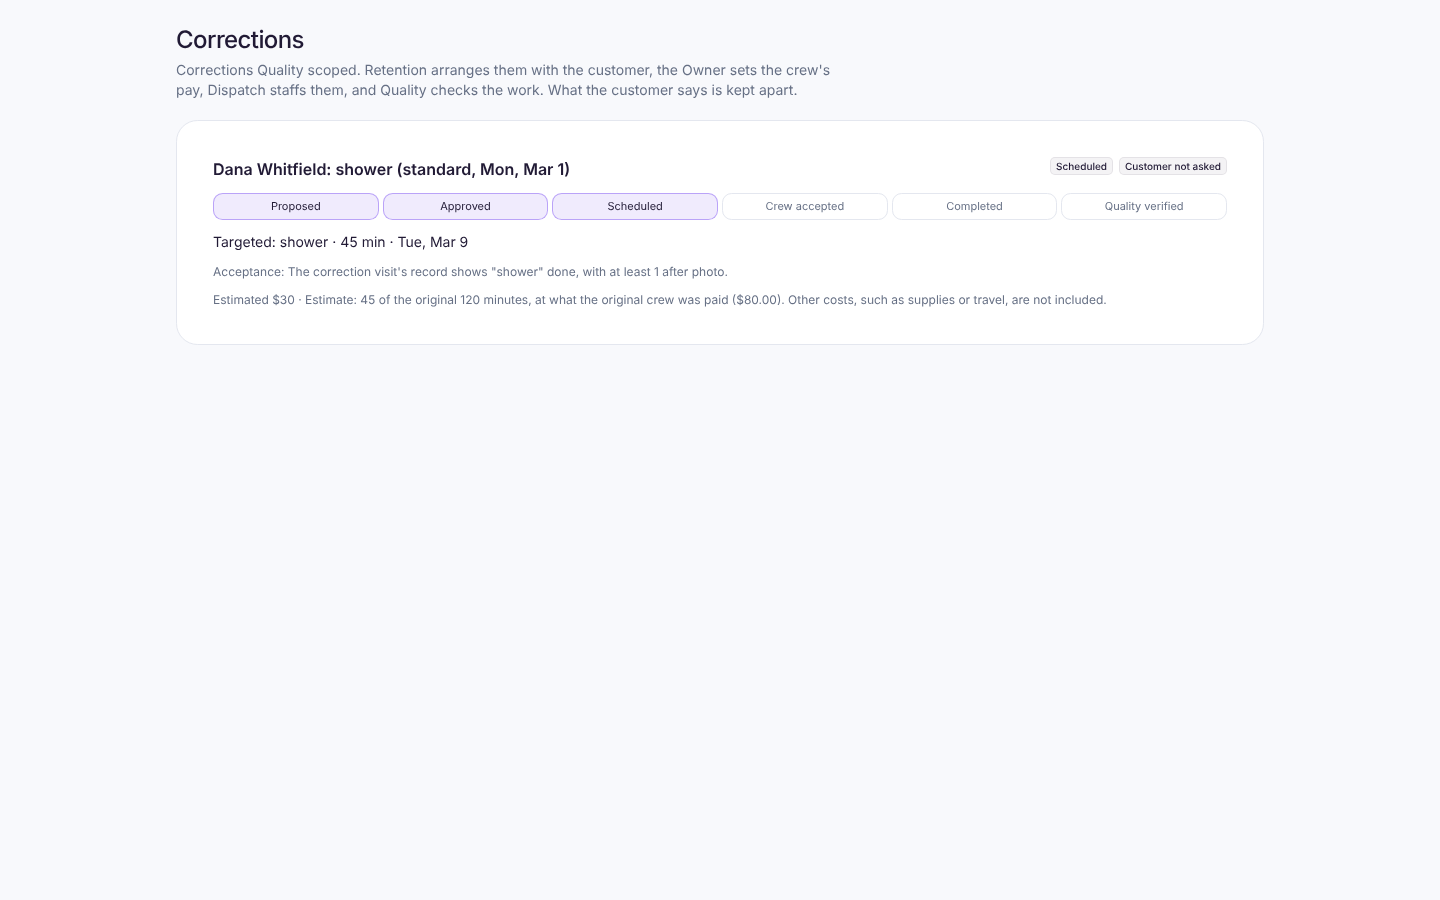 Corrections
Corrections Quality scoped. Retention arranges them with the customer, the Owner sets the crew's
pay, Dispatch staffs them, and Quality checks the work. What the customer says is kept apart.
Dana Whitfield: shower (standard, Mon, Mar 1)
Scheduled
Customer not asked
Proposed
Approved
Scheduled
Crew accepted
Completed
Quality verified
Targeted: shower · 45 min · Tue, Mar 9
Acceptance: The correction visit's record shows "shower" done, with at least 1 after photo.
Estimated $30 · Estimate: 45 of the original 120 minutes, at what the original crew was paid ($80.00). Other costs, such as supplies or travel, are not included.